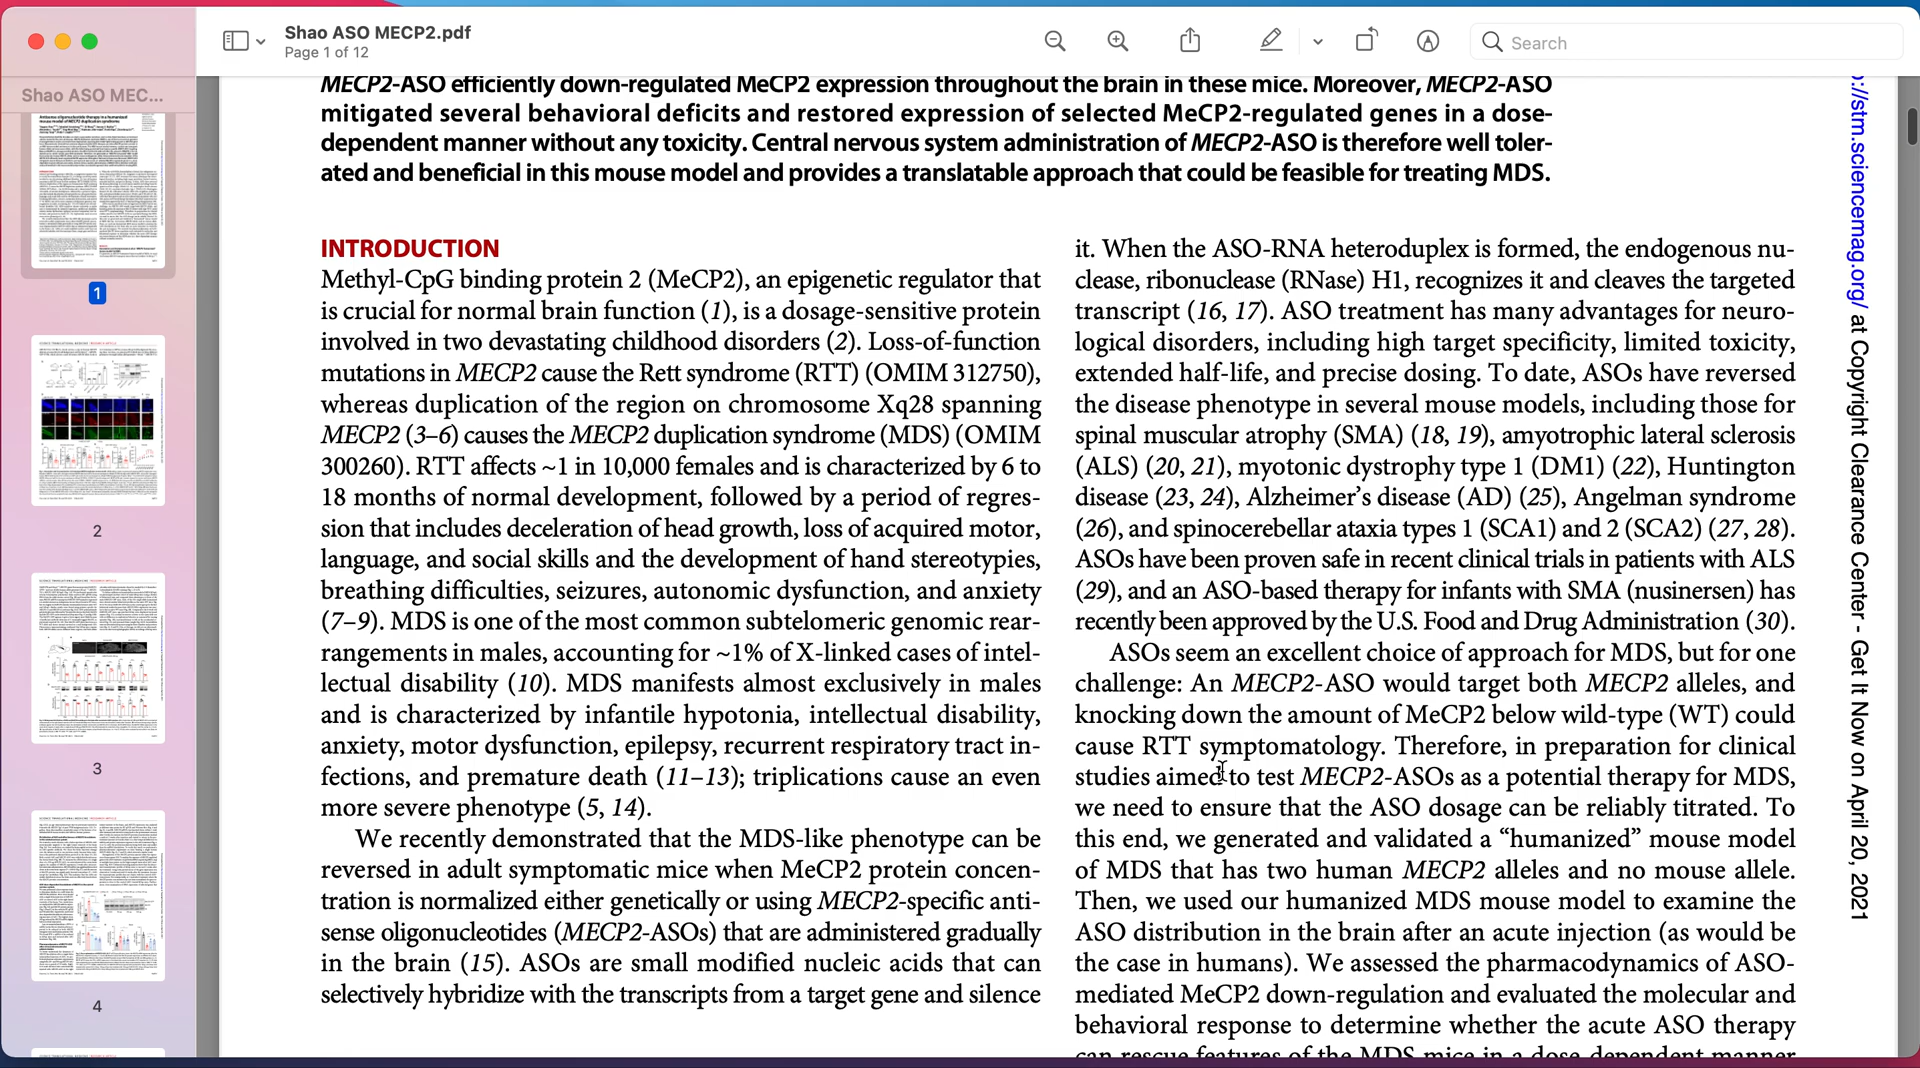 Shao ASO MECP2.pdf
Page 1 of 12
Search
Shao ASO MEC...
1
2
3
4
MECP2-ASO efficiently down-regulated MeCP2 expression throughout the brain in these mice. Moreover, MECP2-ASO
mitigated several behavioral deficits and restored expression of selected MeCP2-regulated genes in a dose-
dependent manner without any toxicity. Central nervous system administration of MECP2-ASO is therefore well toler-
ated and beneficial in this mouse model and provides a translatable approach that could be feasible for treating MDS.
INTRODUCTION
Methyl-CpG binding protein 2 (MeCP2), an epigenetic regulator that
is crucial for normal brain function (1), is a dosage-sensitive protein
involved in two devastating childhood disorders (2). Loss-of-function
mutations in MECP2 cause the Rett syndrome (RTT) (OMIM 312750),
whereas duplication of the region on chromosome Xq28 spanning
MECP2 (3–6) causes the MECP2 duplication syndrome (MDS) (OMIM
300260). RTT affects ~1 in 10,000 females and is characterized by 6 to
18 months of normal development, followed by a period of regres-
sion that includes deceleration of head growth, loss of acquired motor,
language, and social skills and the development of hand stereotypies,
breathing difficulties, seizures, autonomic dysfunction, and anxiety
(7–9). MDS is one of the most common subtelomeric genomic rear-
rangements in males, accounting for ~1% of X-linked cases of intel-
lectual disability (10). MDS manifests almost exclusively in males
and is characterized by infantile hypotonia, intellectual disability,
anxiety, motor dysfunction, epilepsy, recurrent respiratory tract in-
fections, and premature death (11–13); triplications cause an even
more severe phenotype (5, 14).
We recently demonstrated that the MDS-like phenotype can be
reversed in adult symptomatic mice when MeCP2 protein concen-
tration is normalized either genetically or using MECP2-specific anti-
sense oligonucleotides (MECP2-ASOs) that are administered gradually
in the brain (15). ASOs are small modified nucleic acids that can
selectively hybridize with the transcripts from a target gene and silence
it. When the ASO-RNA heteroduplex is formed, the endogenous nu-
clease, ribonuclease (RNase) H1, recognizes it and cleaves the targeted
transcript (16, 17). ASO treatment has many advantages for neuro-
logical disorders, including high target specificity, limited toxicity,
extended half-life, and precise dosing. To date, ASOs have reversed
the disease phenotype in several mouse models, including those for
spinal muscular atrophy (SMA) (18, 19), amyotrophic lateral sclerosis
(ALS) (20, 21), myotonic dystrophy type 1 (DM1) (22), Huntington
disease (23, 24), Alzheimer’s disease (AD) (25), Angelman syndrome
(26), and spinocerebellar ataxia types 1 (SCA1) and 2 (SCA2) (27, 28).
ASOs have been proven safe in recent clinical trials in patients with ALS
(29), and an ASO-based therapy for infants with SMA (nusinersen) has
recently been approved by the U.S. Food and Drug Administration (30).
ASOs seem an excellent choice of approach for MDS, but for one
challenge: An MECP2-ASO would target both MECP2 alleles, and
knocking down the amount of MeCP2 below wild-type (WT) could
cause RTT symptomatology. Therefore, in preparation for clinical
studies aimed to test MECP2-ASOs as a potential therapy for MDS,
we need to ensure that the ASO dosage can be reliably titrated. To
this end, we generated and validated a “humanized” mouse model
of MDS that has two human MECP2 alleles and no mouse allele.
Then, we used our humanized MDS mouse model to examine the
ASO distribution in the brain after an acute injection (as would be
the case in humans). We assessed the pharmacodynamics of ASO-
mediated MeCP2 down-regulation and evaluated the molecular and
behavioral response to determine whether the acute ASO therapy
can rescue features of the MDS mice in a dose-dependent manner
://stm.sciencemag.org/ at Copyright Clearance Center - Get It Now on April 20, 2021